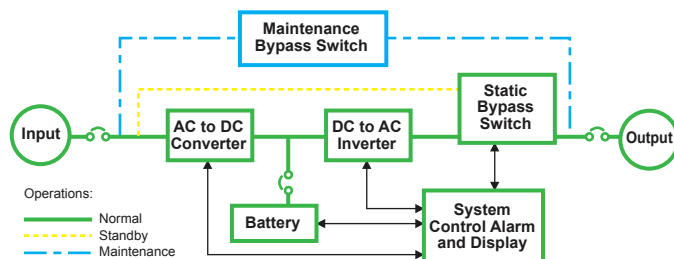 Maintenance
Bypass Switch
Static
Bypass
Switch
Input
AC to DC
Converter
DC to AC
Inverter
Output
Operations:
Normal
Standby
Maintenance
Battery
System
Control Alarm
and Display